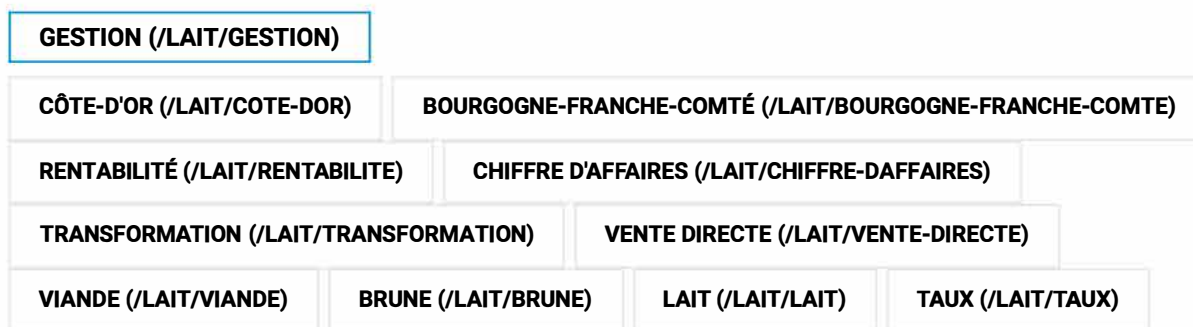 GESTION (/LAIT/GESTION)
CÔTE-D'OR (/LAIT/COTE-DOR) BOURGOGNE-FRANCHE-COMTÉ (/LAIT/BOURGOGNE-FRANCHE-COMTE)
RENTABILITÉ (/LAIT/RENTABILITE) CHIFFRE D'AFFAIRES (/LAIT/CHIFFRE-DAFFAIRES)
TRANSFORMATION (/LAIT/TRANSFORMATION) VENTE DIRECTE (/LAIT/VENTE-DIRECTE)
VIANDE (/LAIT/VIANDE) BRUNE (/LAIT/BRUNE) LAIT (/LAIT/LAIT) TAUX (/LAIT/TAUX)